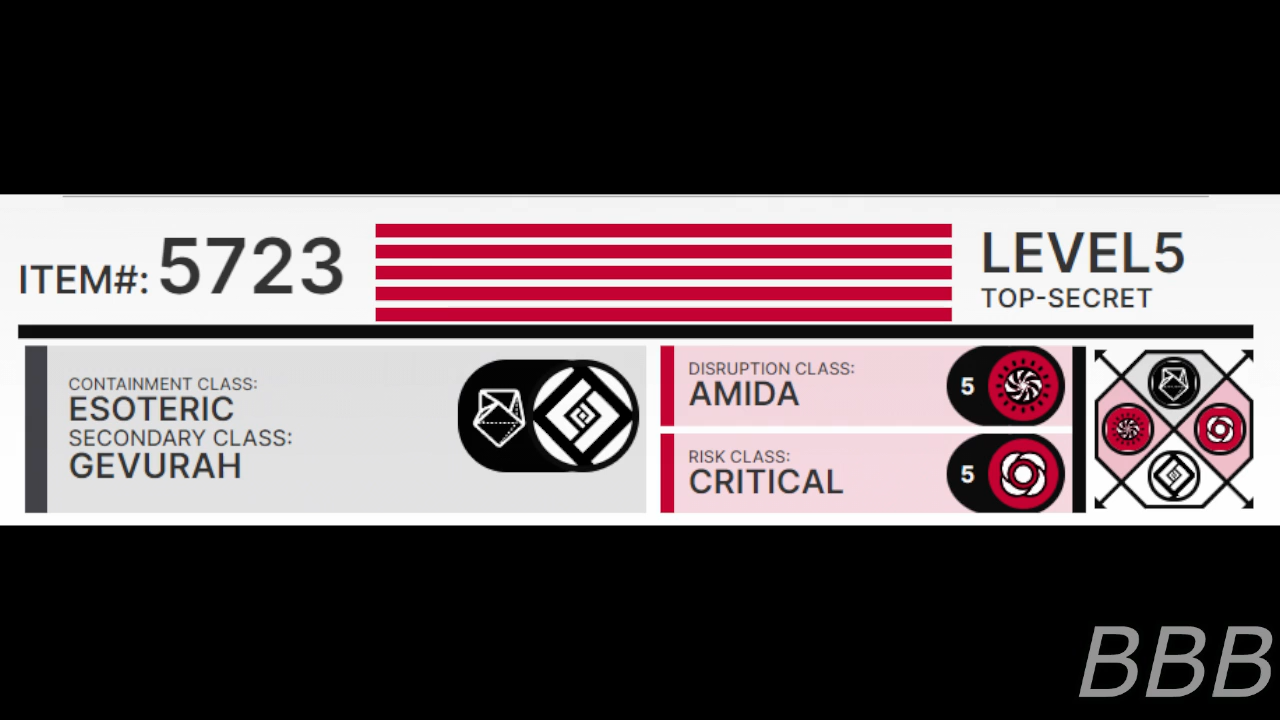 ITEM#: 5723
LEVEL5
TOP-SECRET
CONTAINMENT CLASS:
ESOTERIC
SECONDARY CLASS:
GEVURAH
DISRUPTION CLASS:
AMIDA
5
RISK CLASS:
CRITICAL
5
BBB